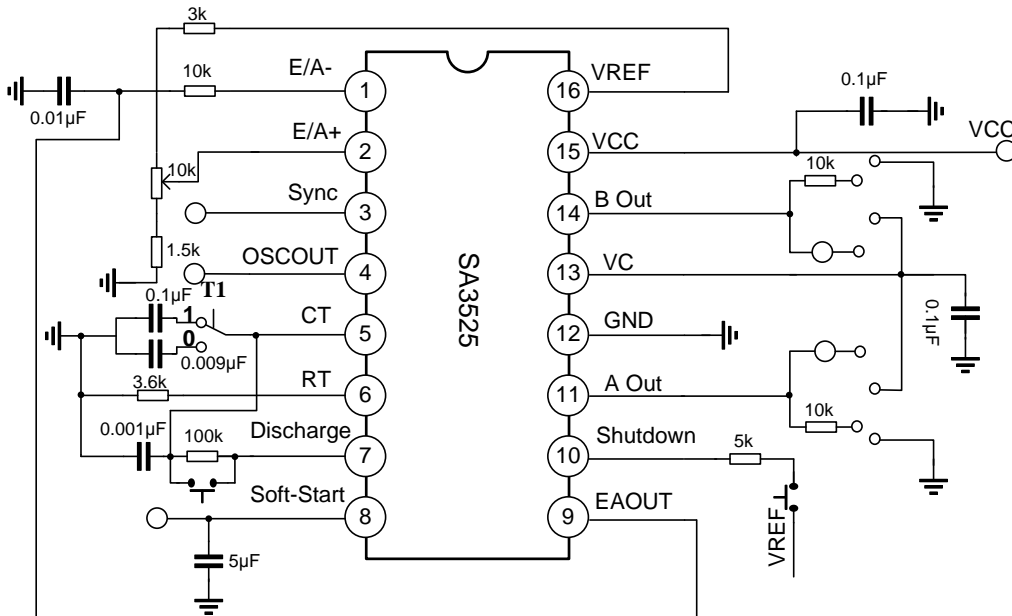 3k
E/A-
VREF
10k
1
16
0.01µF
0.1µF
E/A+
VCC
VCC
2
15
10k
10k
Sync
B Out
3
14
1.5k
OSCOUT
VC
4
13
T1
0.1µF
SA3525
1
CT
GND
5
12
0.1µF
0
0.009µF
3.6k
RT
A Out
6
11
0.001µF
100k
Discharge
10k
Shutdown
7
10
5k
Soft-Start
EAOUT
8
9
VREF
5µF